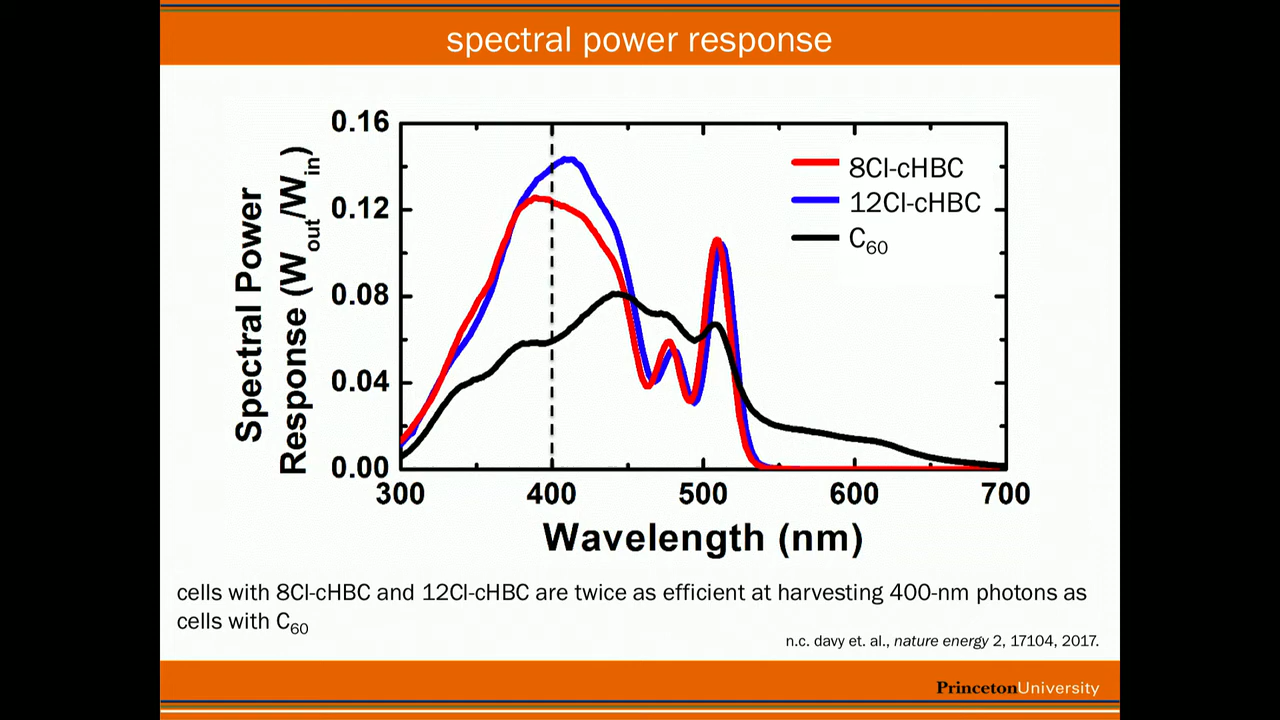 spectral power response
0.16
0.12
0.08
0.04
0.00
Spectral Power
Response (Wout/Win)
8Cl-cHBC
12Cl-cHBC
C60
300 400 500 600 700
Wavelength (nm)
cells with 8Cl-cHBC and 12Cl-cHBC are twice as efficient at harvesting 400-nm photons as
cells with C60
n.c. davy et. al., nature energy 2, 17104, 2017.
PrincetonUniversity